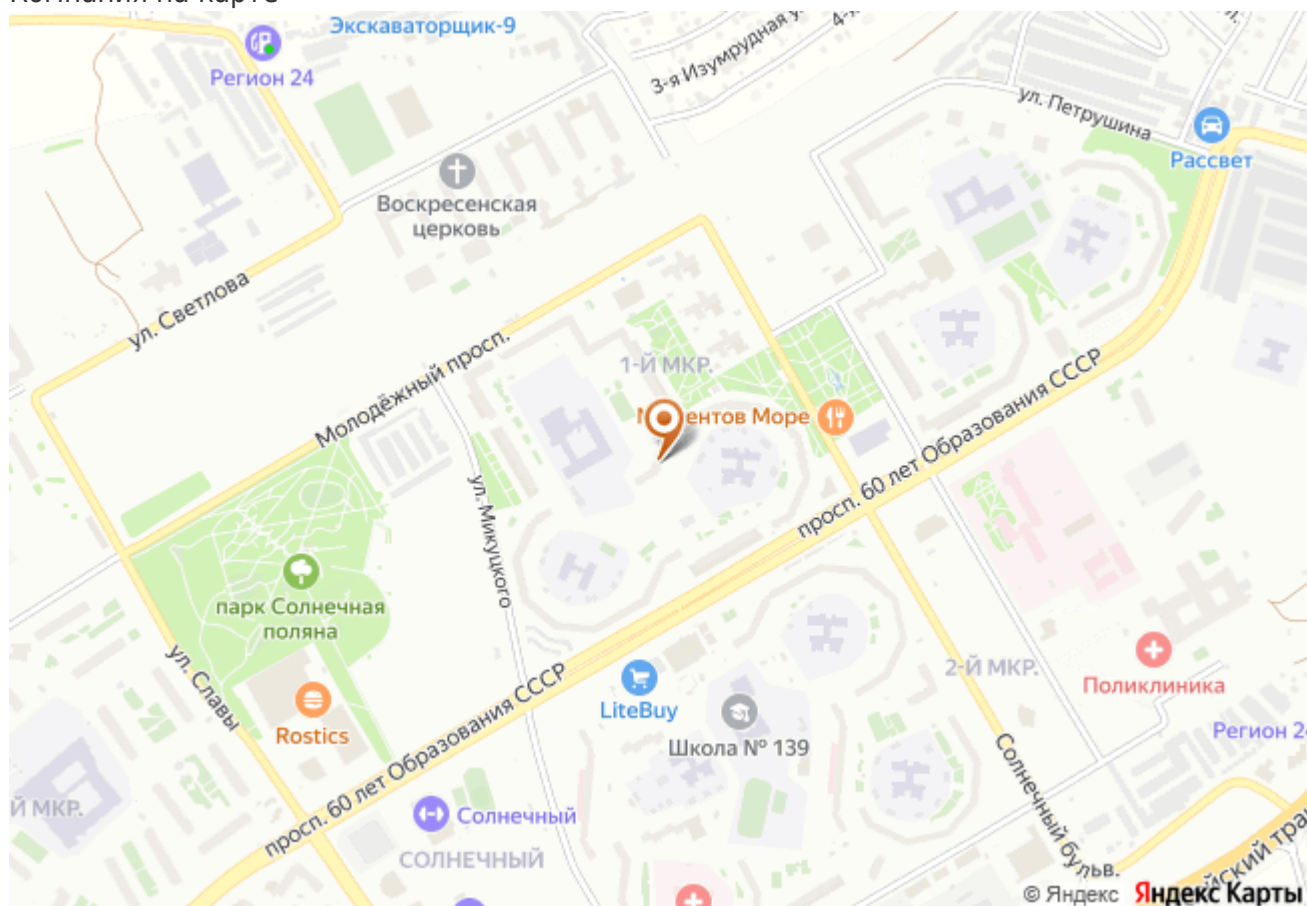 Экскаваторщик-9
Регион 24
3-я Изумрудная
ул. Петрушина
Рассвет
Воскресенская
церковь
ул. Светлова
1-Й МКР.
Молодёжный просп.
ентов Море
просп. 60 лет Образования СССР
ул. Микуцкого
парк Солнечная
поляна
ул. Славы
Rostics
LiteBuy
2-Й МКР.
Поликлиника
Школа № 139
Регион 2
просп. 60 лет Образования СССР
Солнечный бульв.
Й МКР.
Солнечный
СОЛНЕЧНЫЙ
© Яндекс Яндекс Карты